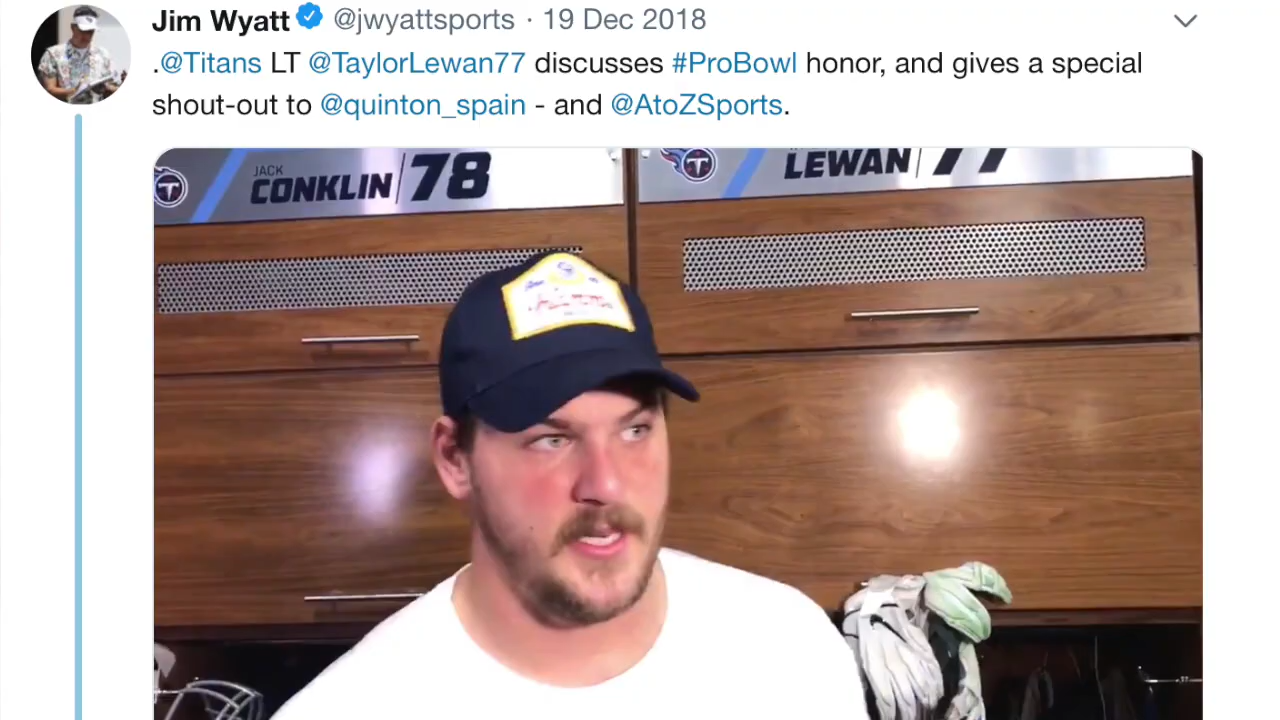 Jim Wyatt @jwyattsports · 19 Dec 2018
.@Titans LT @TaylorLewan77 discusses #ProBowl honor, and gives a special
shout-out to @quinton_spain - and @AtoZSports.
JACK
CONKLIN 78
LEWAN 77